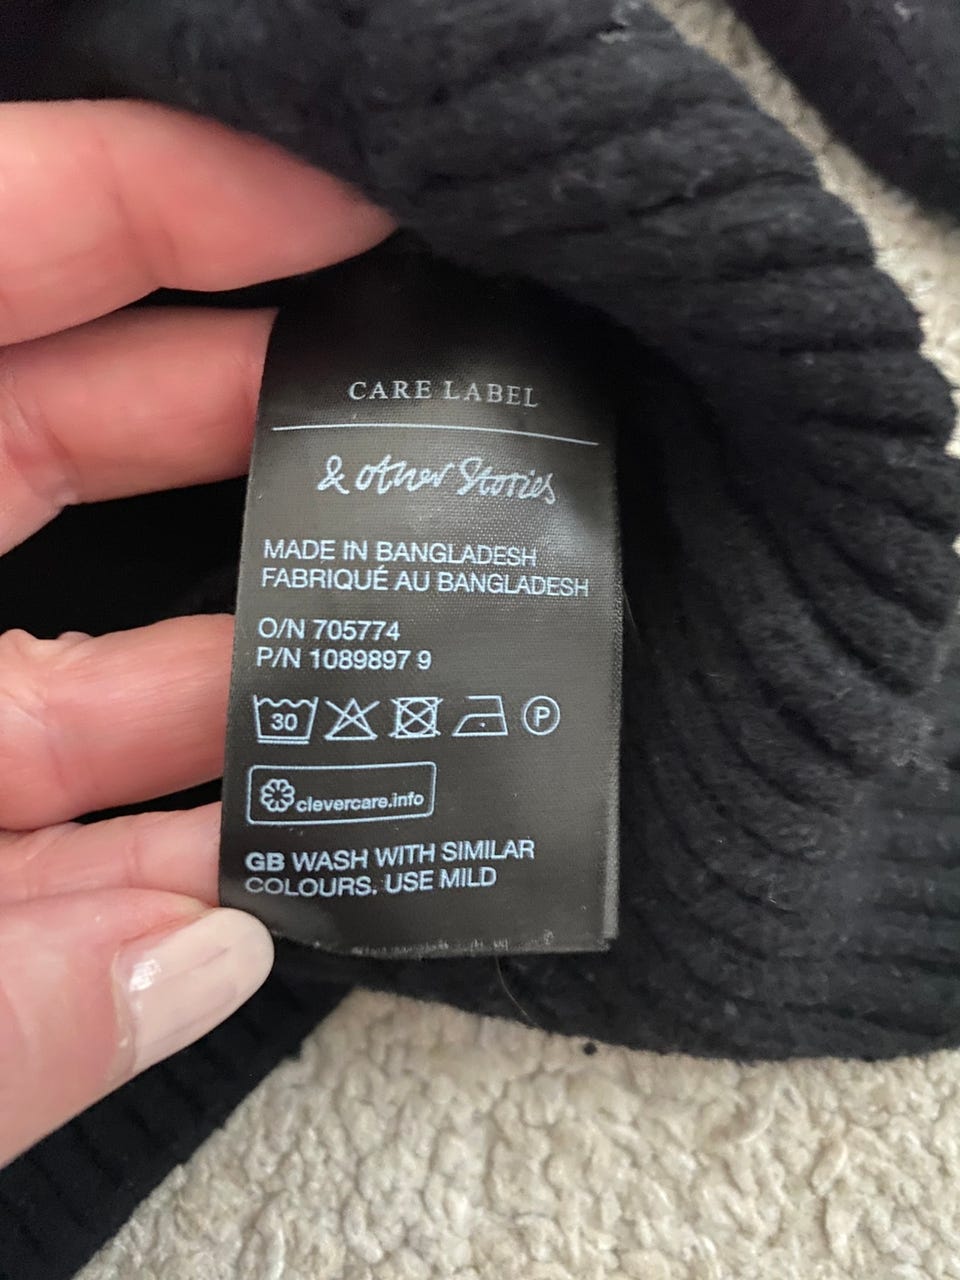 CARE LABEL
& other Stories
MADE IN BANGLADESH
FABRIQUÉ AU BANGLADESH
O/N 705774
P/N 1089897 9
30 P
clevercare.info
GB WASH WITH SIMILAR
COLOURS. USE MILD